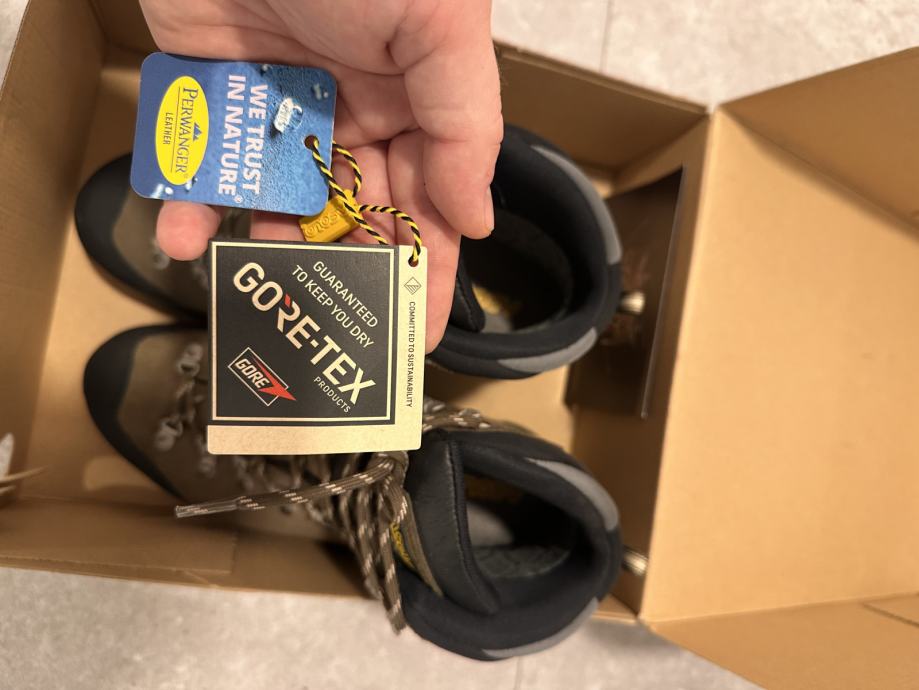 PERWANGER®
LEATHER
WE TRUST
IN NATURE®
GUARANTEED
TO KEEP YOU DRY
GORE-TEX
PRODUCTS
GORE
COMMITTED TO SUSTAINABILITY